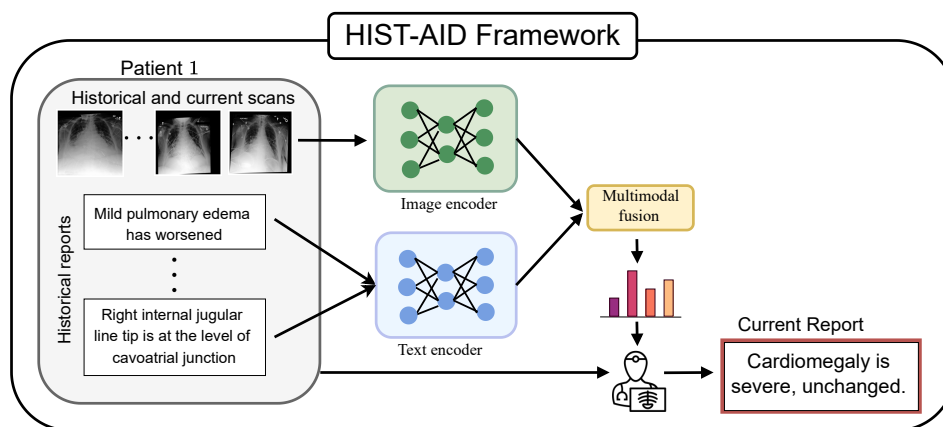 HIST-AID Framework
Patient 1
Historical and current scans
Historical reports
Mild pulmonary edema
has worsened
Right internal jugular
line tip is at the level of
cavoatrial junction
Image encoder
Text encoder
Multimodal
fusion
Current Report
Cardiomegaly is
severe, unchanged.